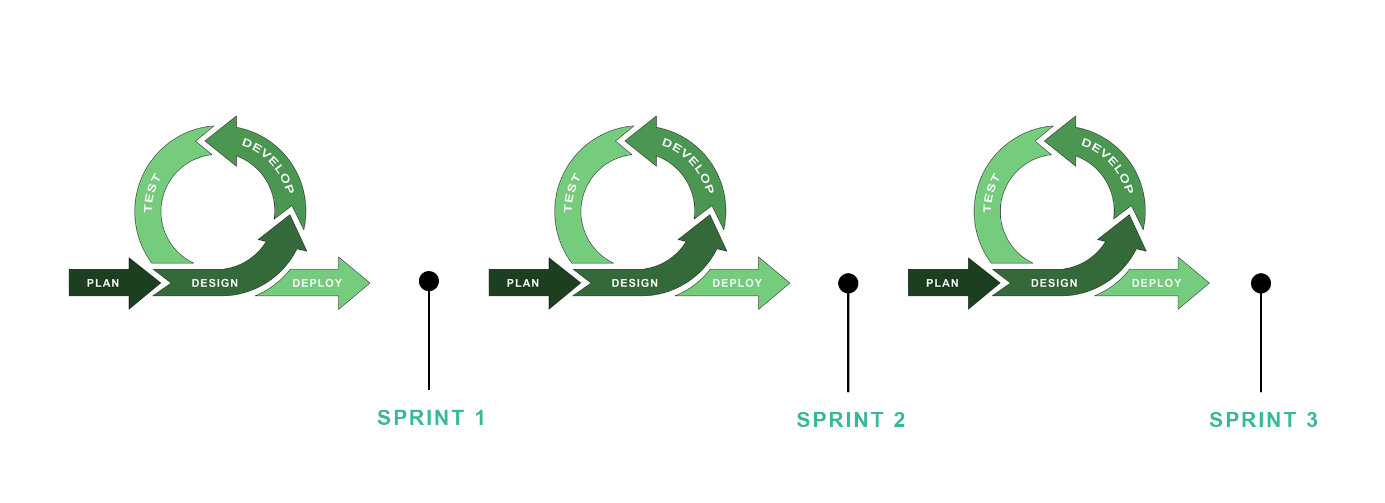 TEST
DEVELOP
PLAN
DESIGN
DEPLOY
SPRINT 1
TEST
DEVELOP
PLAN
DESIGN
DEPLOY
SPRINT 2
TEST
DEVELOP
PLAN
DESIGN
DEPLOY
SPRINT 3